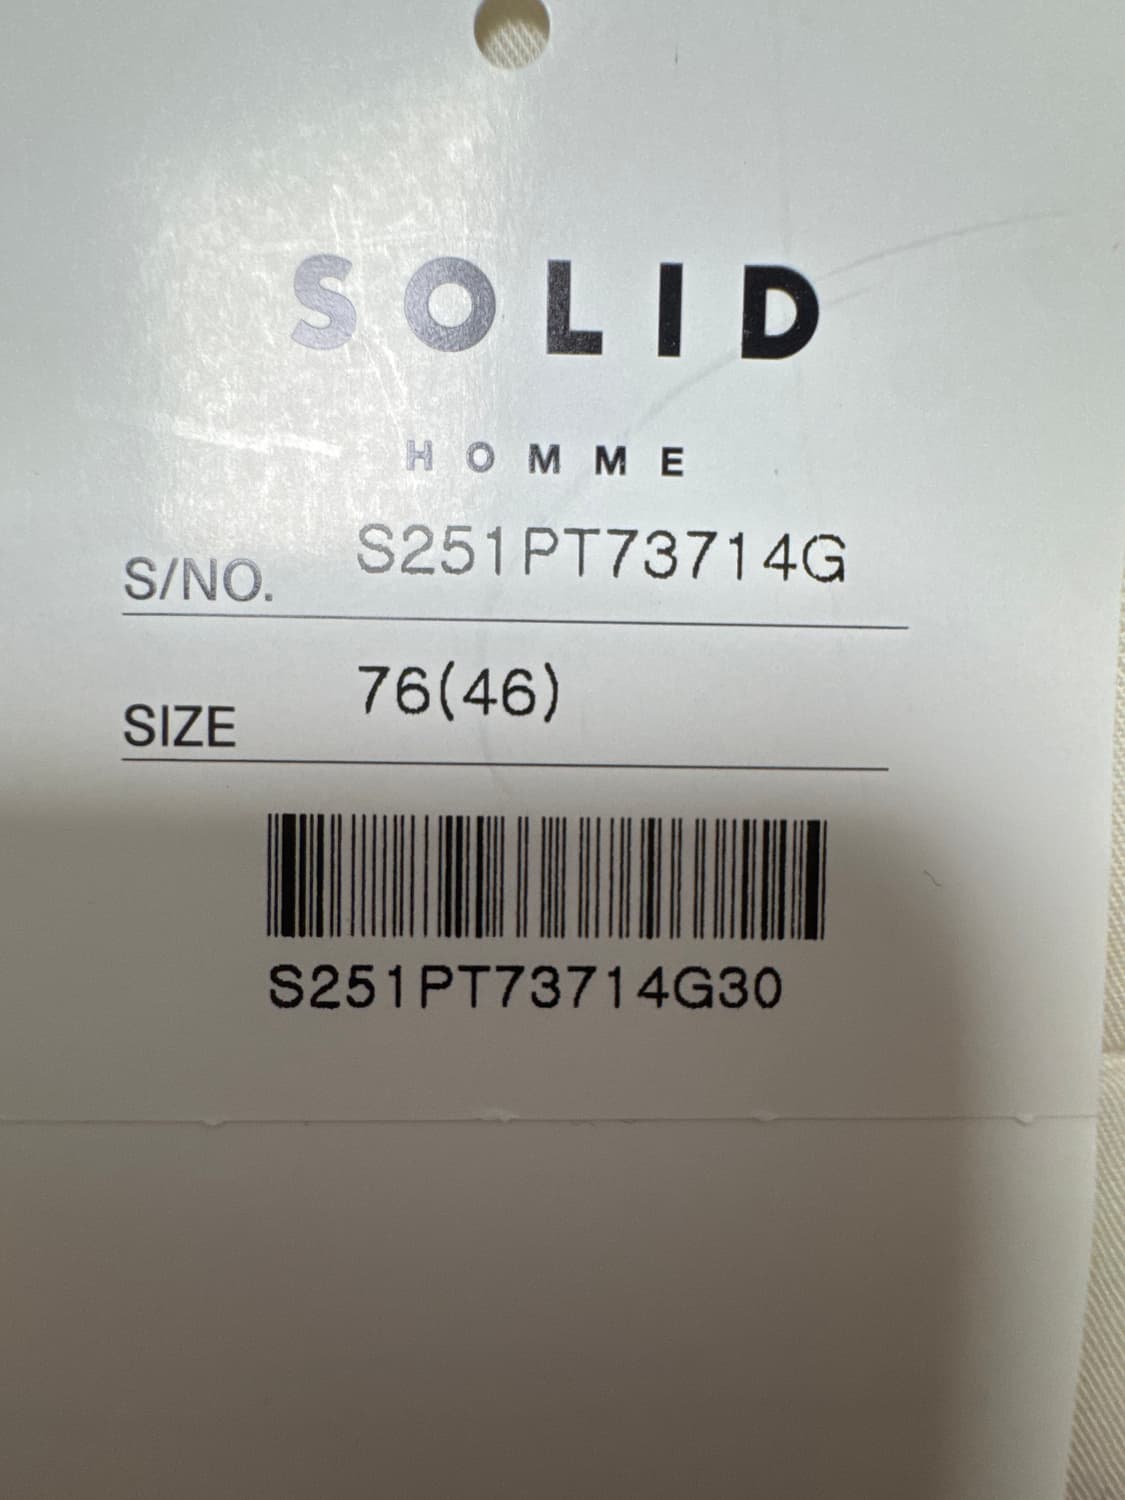 SOLID
HOMME
S/NO. S251PT73714G
SIZE 76(46)
S251PT73714G30